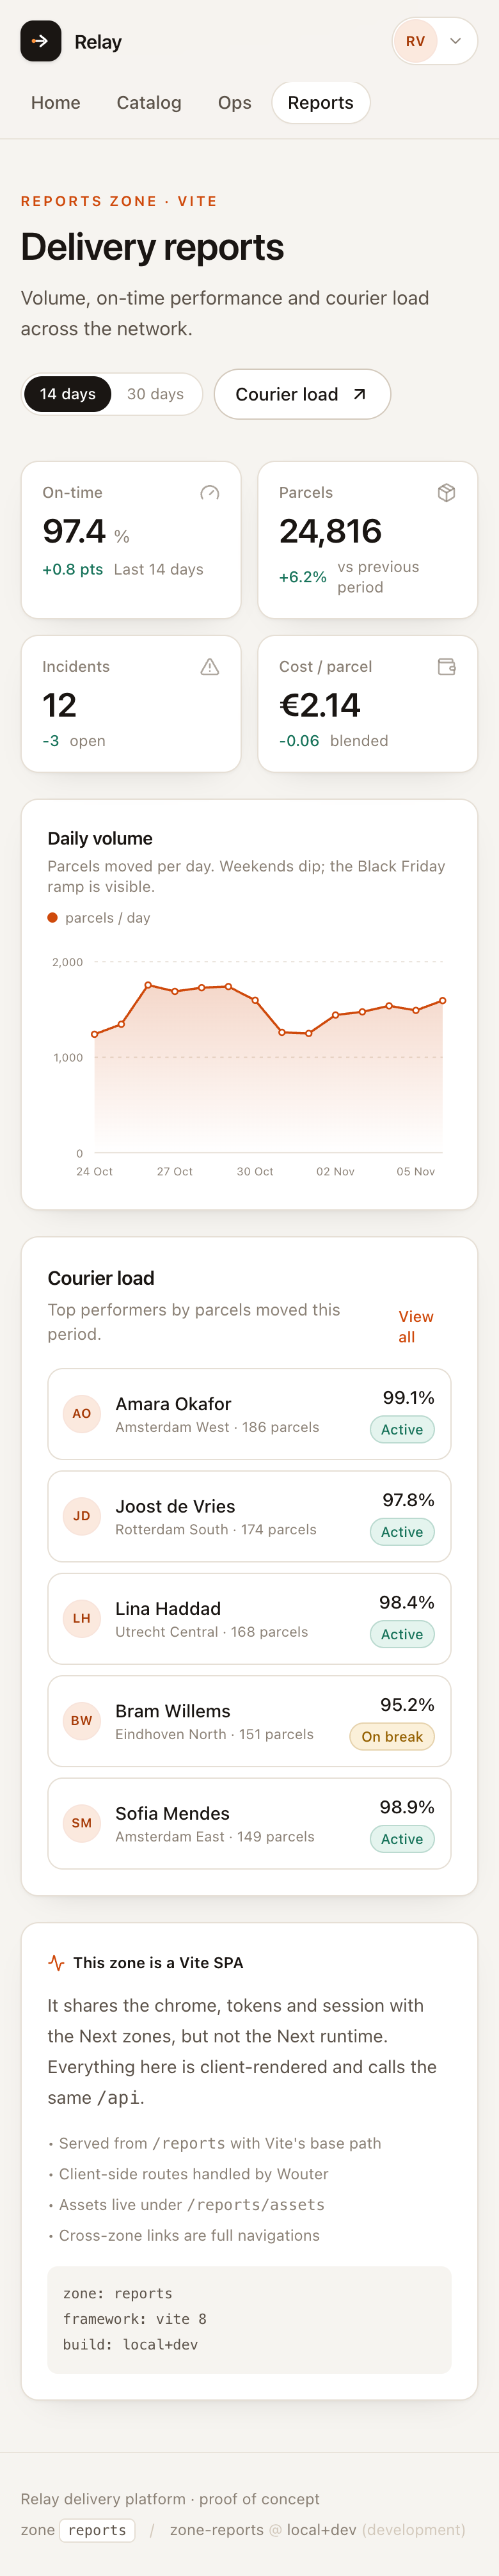 Relay
RV
Home Catalog Ops Reports
REPORTS ZONE · VITE
Delivery reports
Volume, on-time performance and courier load
across the network.
14 days 30 days Courier load
On-time
97.4 %
+0.8 pts Last 14 days
Parcels
24,816
+6.2% vs previous
period
Incidents
12
-3 open
Cost / parcel
€2.14
-0.06 blended
Daily volume
Parcels moved per day. Weekends dip; the Black Friday
ramp is visible.
parcels / day
2,000
1,000
0
24 Oct 27 Oct 30 Oct 02 Nov 05 Nov
Courier load
Top performers by parcels moved this
period.
View
all
AO
Amara Okafor
Amsterdam West · 186 parcels
99.1%
Active
JD
Joost de Vries
Rotterdam South · 174 parcels
97.8%
Active
LH
Lina Haddad
Utrecht Central · 168 parcels
98.4%
Active
BW
Bram Willems
Eindhoven North · 151 parcels
95.2%
On break
SM
Sofia Mendes
Amsterdam East · 149 parcels
98.9%
Active
This zone is a Vite SPA
It shares the chrome, tokens and session with
the Next zones, but not the Next runtime.
Everything here is client-rendered and calls the
same /api.
• Served from /reports with Vite's base path
• Client-side routes handled by Wouter
• Assets live under /reports/assets
• Cross-zone links are full navigations
zone: reports
framework: vite 8
build: local+dev
Relay delivery platform · proof of concept
zone reports / zone-reports @ local+dev (development)